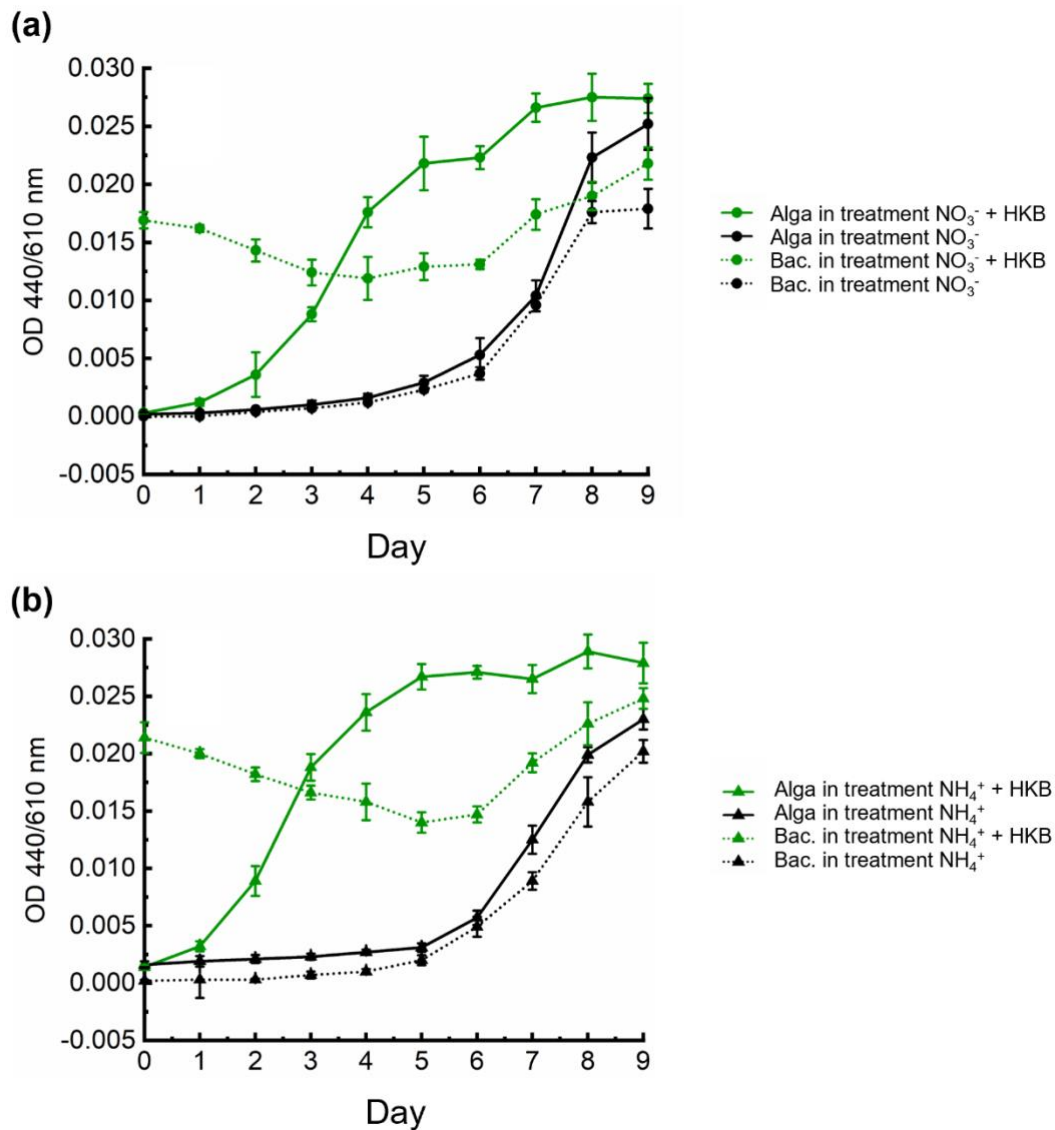 (a)
0.030
0.025
0.020
0.015
0.010
0.005
0.000
-0.005
OD 440/610 nm
0 1 2 3 4 5 6 7 8 9
Day
Alga in treatment NO₃⁻ + HKB
Alga in treatment NO₃⁻
Bac. in treatment NO₃⁻ + HKB
Bac. in treatment NO₃⁻
(b)
0.030
0.025
0.020
0.015
0.010
0.005
0.000
-0.005
OD 440/610 nm
0 1 2 3 4 5 6 7 8 9
Day
Alga in treatment NH₄⁺ + HKB
Alga in treatment NH₄⁺
Bac. in treatment NH₄⁺ + HKB
Bac. in treatment NH₄⁺